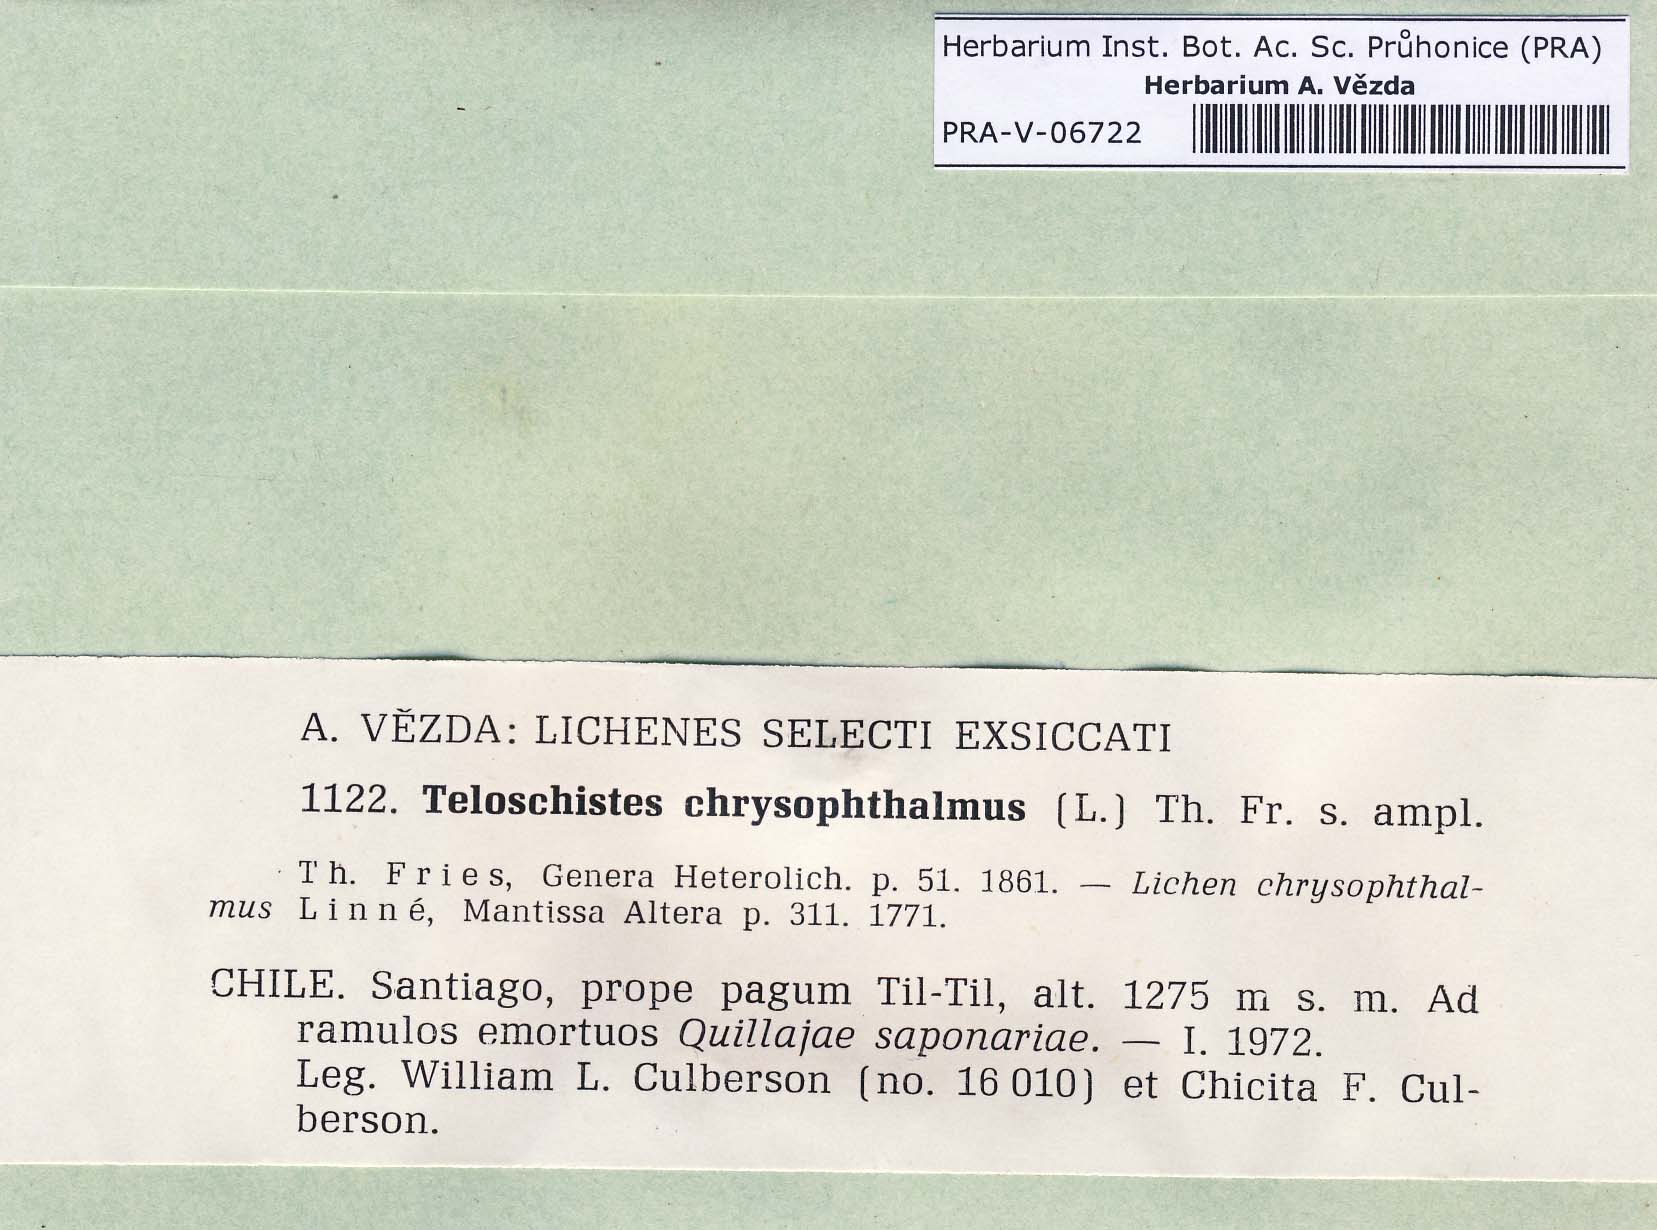 Herbarium Inst. Bot. Ac. Sc. Průhonice (PRA)
Herbarium A. Vězda
PRA-V-06722
A. VĚZDA: LICHENES SELECTI EXSICCATI
1122. Teloschistes chrysophthalmus (L.) Th. Fr. s. ampl.
Th. Fries, Genera Heterolich. p. 51. 1861. — Lichen chrysophthal-
mus Linné, Mantissa Altera p. 311. 1771.
CHILE. Santiago, prope pagum Til-Til, alt. 1275 m s. m. Ad
ramulos emortuos Quillajae saponariae. — I. 1972.
Leg. William L. Culberson (no. 16 010) et Chicita F. Cul-
berson.